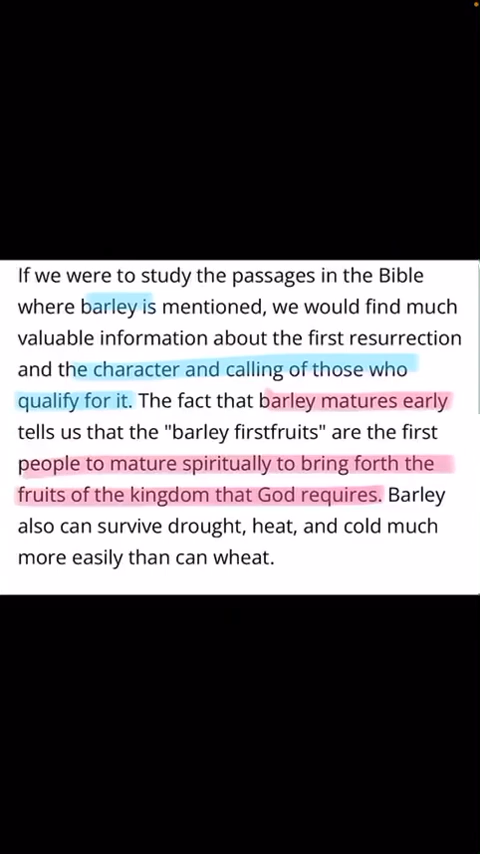 If we were to study the passages in the Bible
where barley is mentioned, we would find much
valuable information about the first resurrection
and the character and calling of those who
qualify for it. The fact that barley matures early
tells us that the "barley firstfruits" are the first
people to mature spiritually to bring forth the
fruits of the kingdom that God requires. Barley
also can survive drought, heat, and cold much
more easily than can wheat.